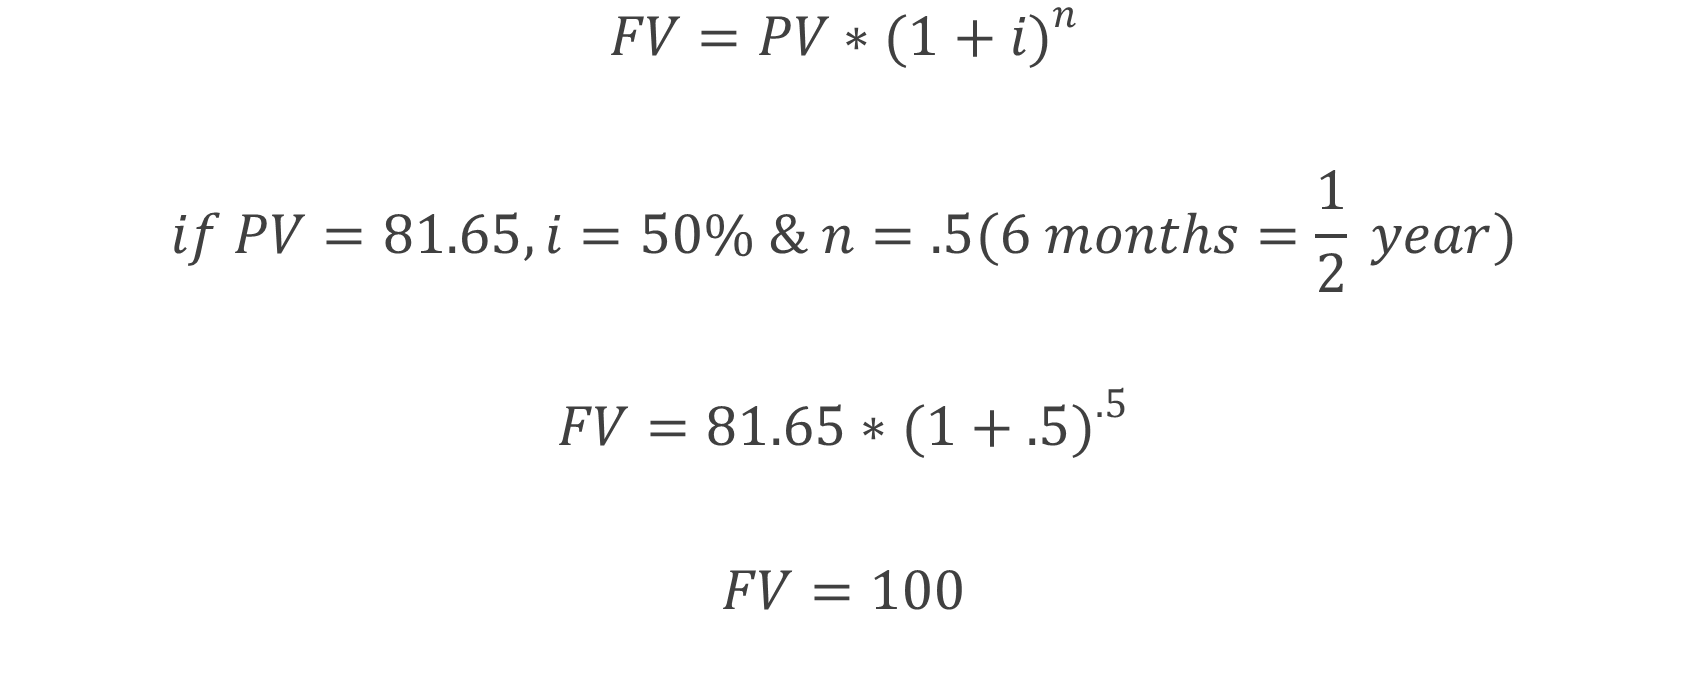 FV = PV * (1 + i)^n
if PV = 81.65, i = 50% & n = .5(6 months = 1/2 year)
FV = 81.65 * (1 + .5)^.5
FV = 100